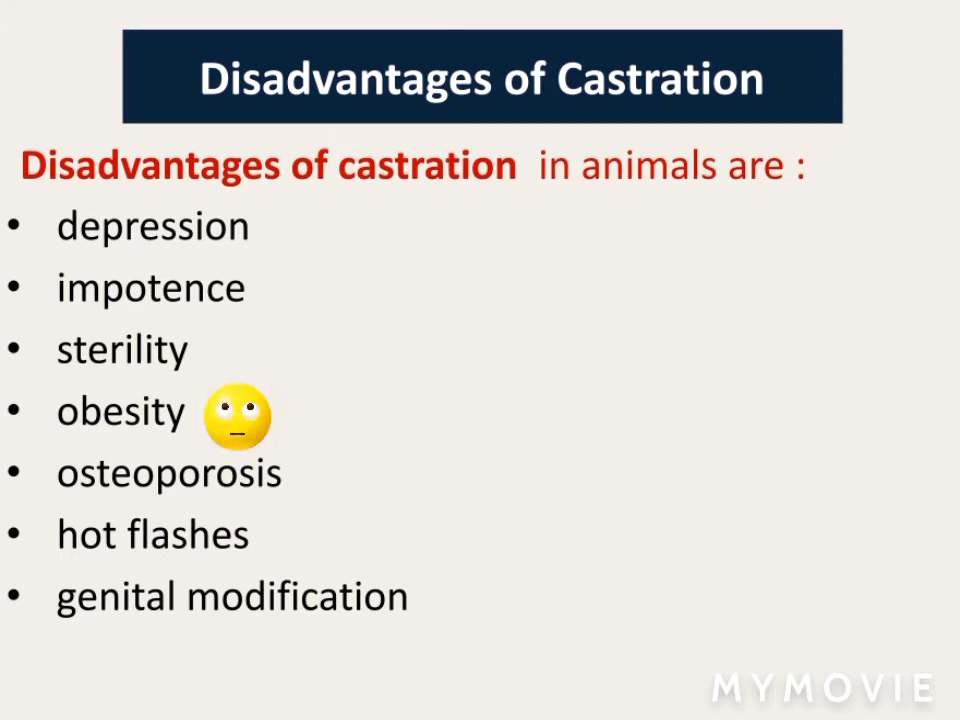 Disadvantages of Castration
Disadvantages of castration in animals are :
• depression
• impotence
• sterility
• obesity
• osteoporosis
• hot flashes
• genital modification
MYMOVIE